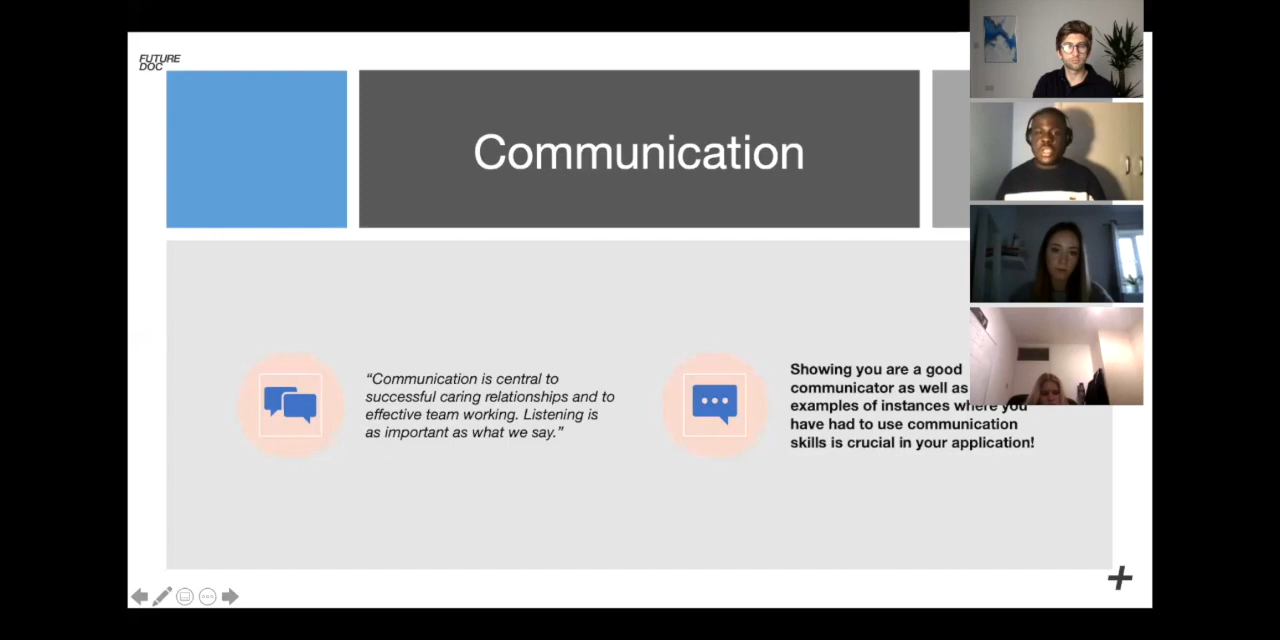 FUTURE
DOC
Communication
“Communication is central to
successful caring relationships and to
effective team working. Listening is
as important as what we say.”
Showing you are a good
communicator as well as
examples of instances where you
have had to use communication
skills is crucial in your application!